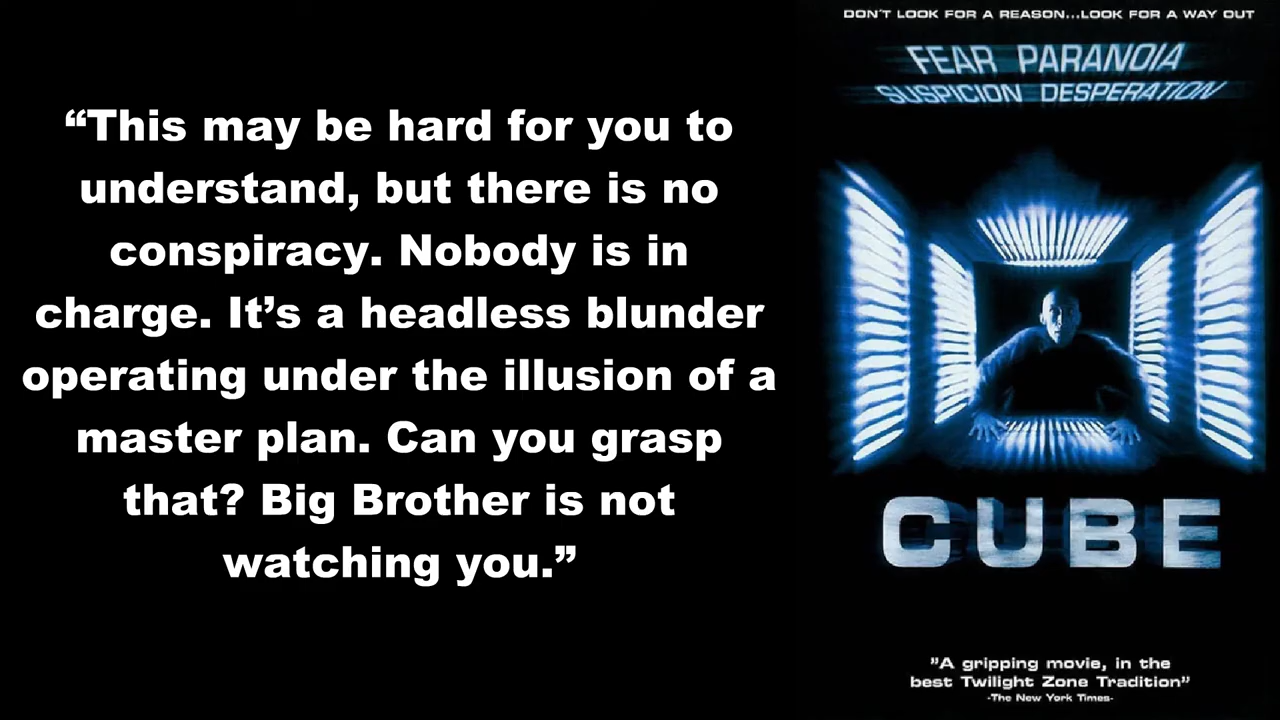 “This may be hard for you to
understand, but there is no
conspiracy. Nobody is in
charge. It’s a headless blunder
operating under the illusion of a
master plan. Can you grasp
that? Big Brother is not
watching you.”
DON'T LOOK FOR A REASON...LOOK FOR A WAY OUT
FEAR PARANOIA
SUSPICION DESPERATION
CUBE
"A gripping movie, in the
best Twilight Zone Tradition"
-The New York Times-